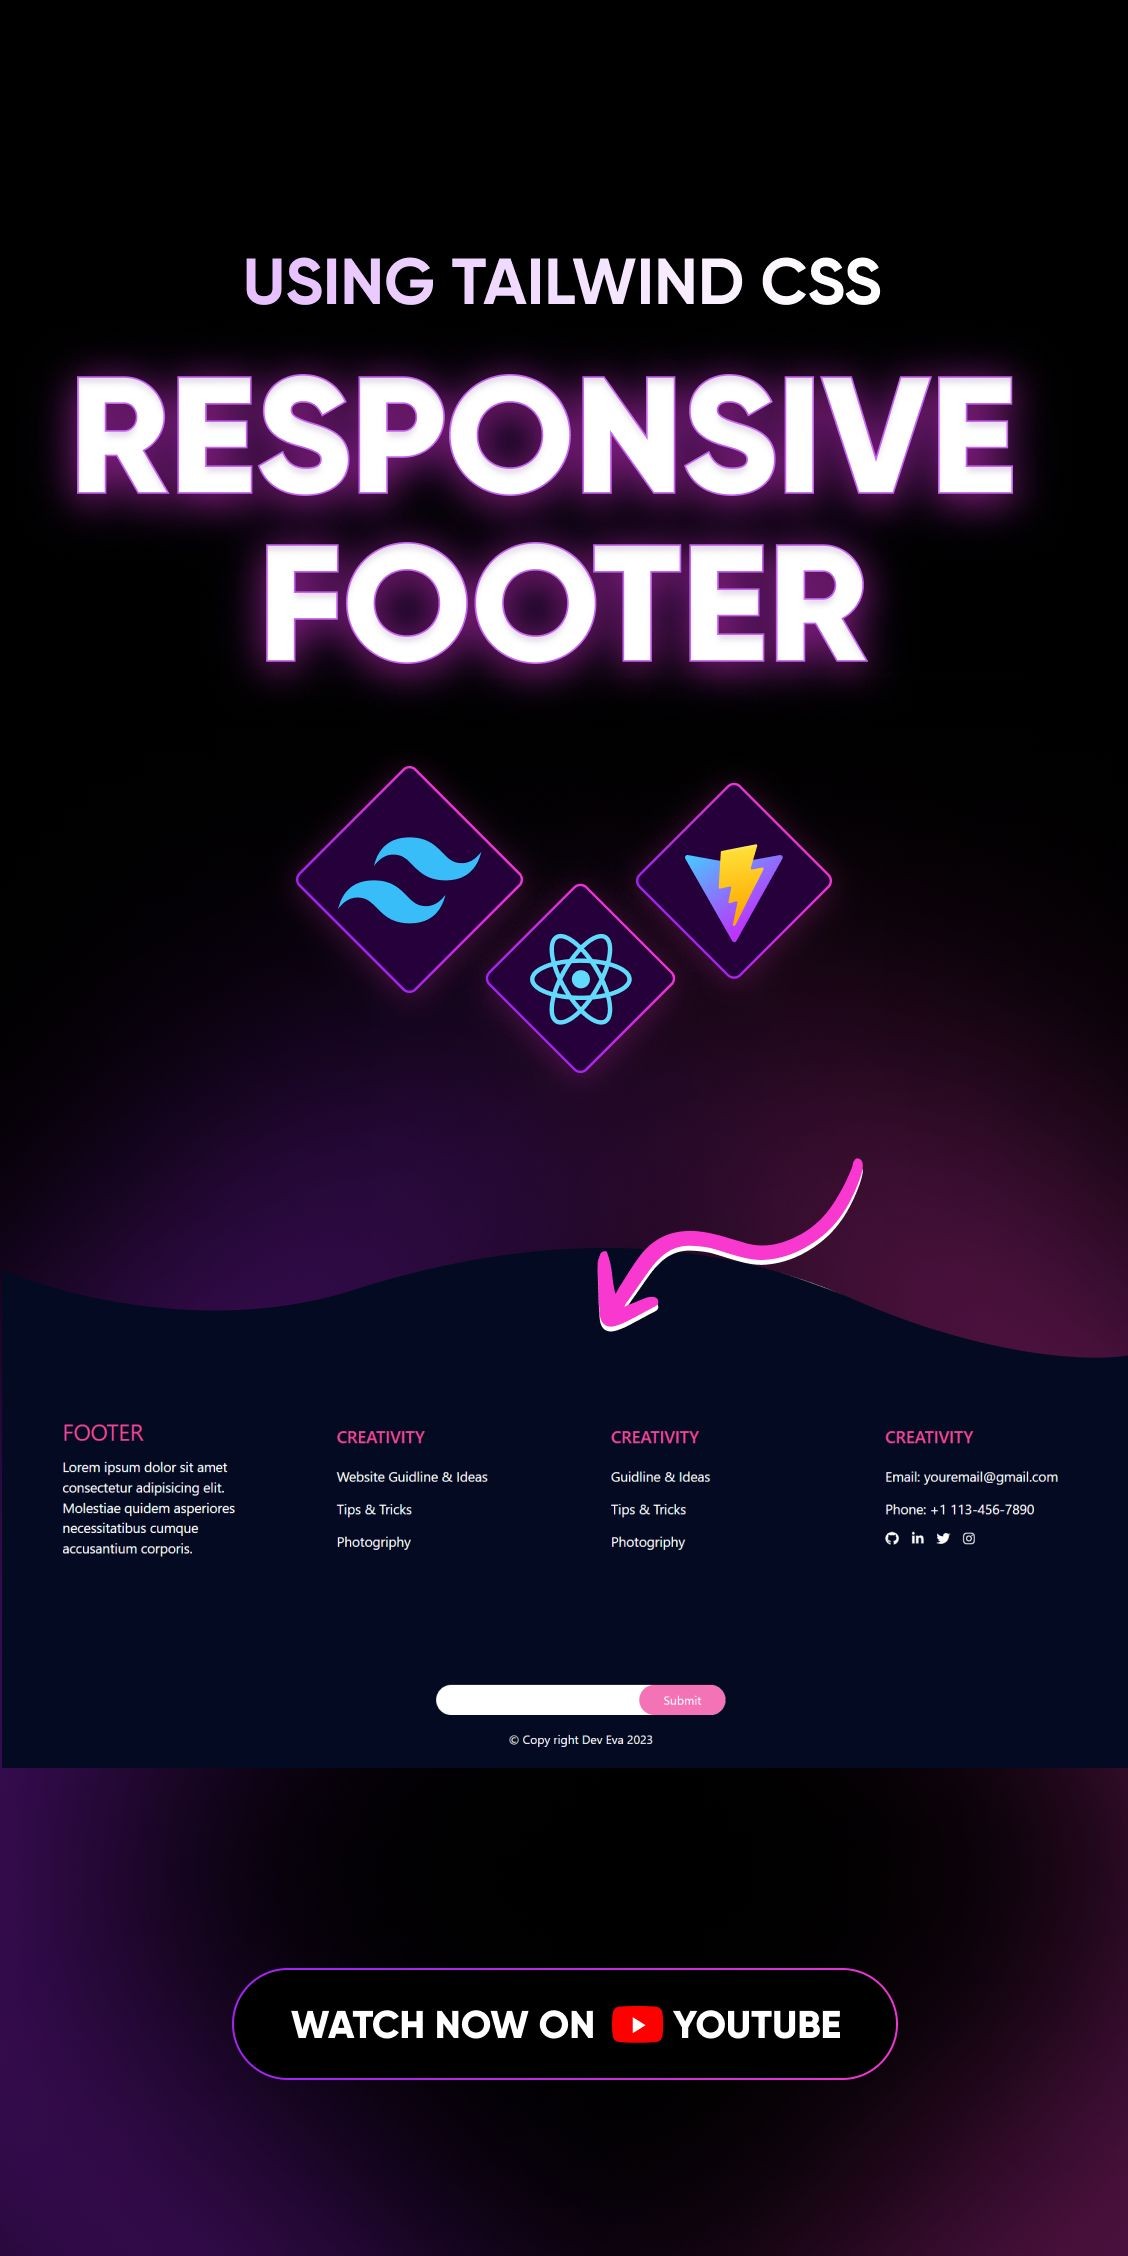 USING TAILWIND CSS
RESPONSIVE
FOOTER
FOOTER
Lorem ipsum dolor sit amet
consectetur adipisicing elit.
Molestiae quidem asperiores
necessitatibus cumque
accusantium corporis.
CREATIVITY
Website Guidline & Ideas
Tips & Tricks
Photogriphy
CREATIVITY
Guidline & Ideas
Tips & Tricks
Photogriphy
CREATIVITY
Email: youremail@gmail.com
Phone: +1 113-456-7890
Submit
© Copy right Dev Eva 2023
WATCH NOW ON YOUTUBE